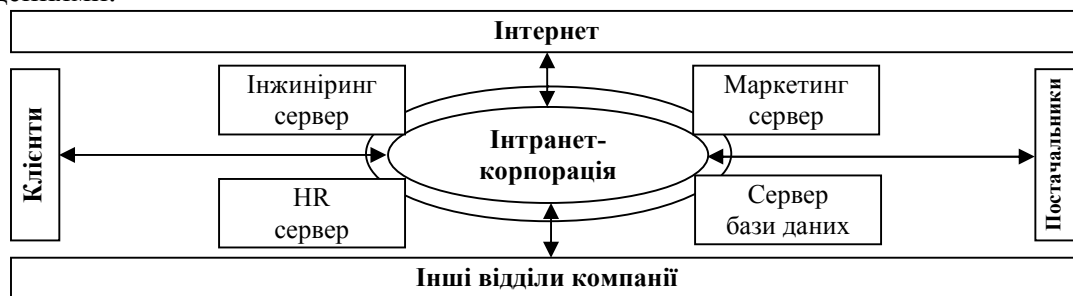 Інтернет
Клієнти
Інжиніринг
сервер
Маркетинг
сервер
Інтранет-
корпорація
HR
сервер
Сервер
бази даних
Постачальники
Інші відділи компанії